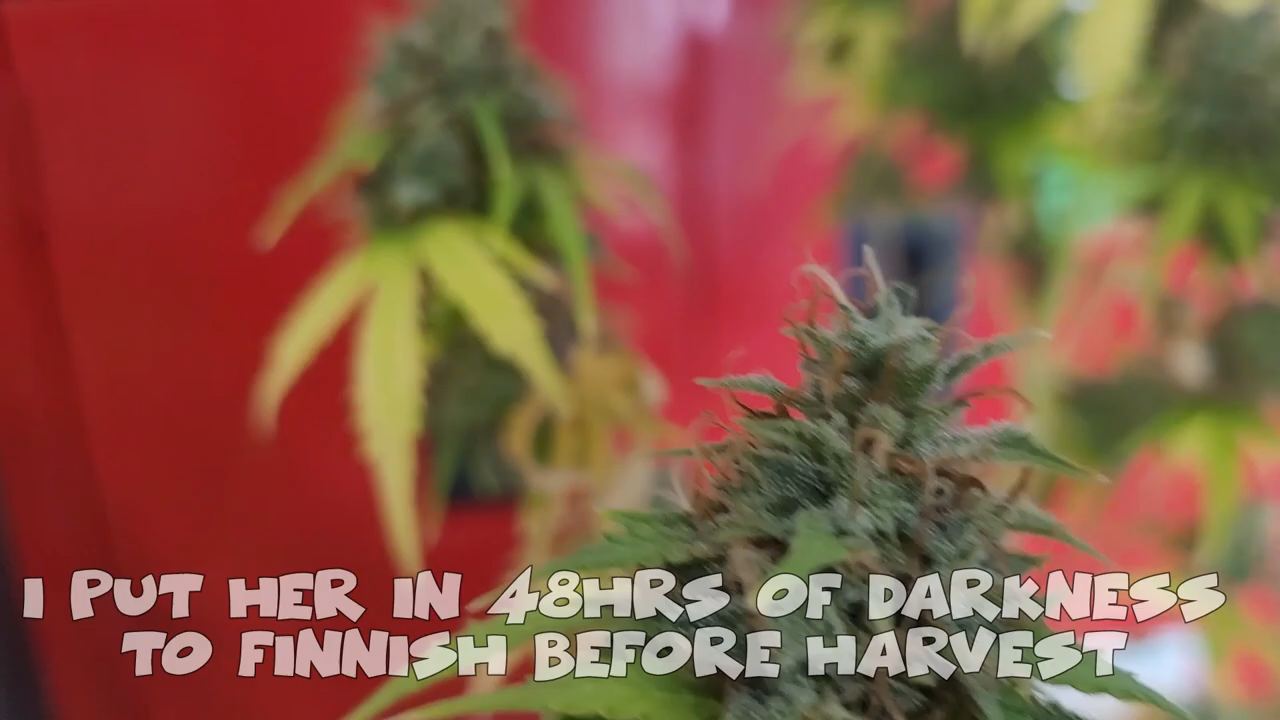 I PUT HER IN 48HRS OF DARKNESS
TO FINNISH BEFORE HARVEST